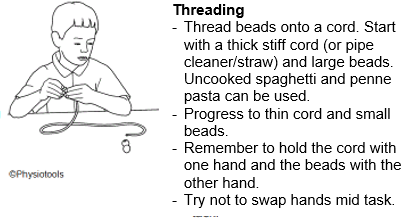 Threading
- Thread beads onto a cord. Start
with a thick stiff cord (or pipe
cleaner/straw) and large beads.
Uncooked spaghetti and penne
pasta can be used.
- Progress to thin cord and small
beads.
- Remember to hold the cord with
one hand and the beads with the
other hand.
- Try not to swap hands mid task.
©Physiotools